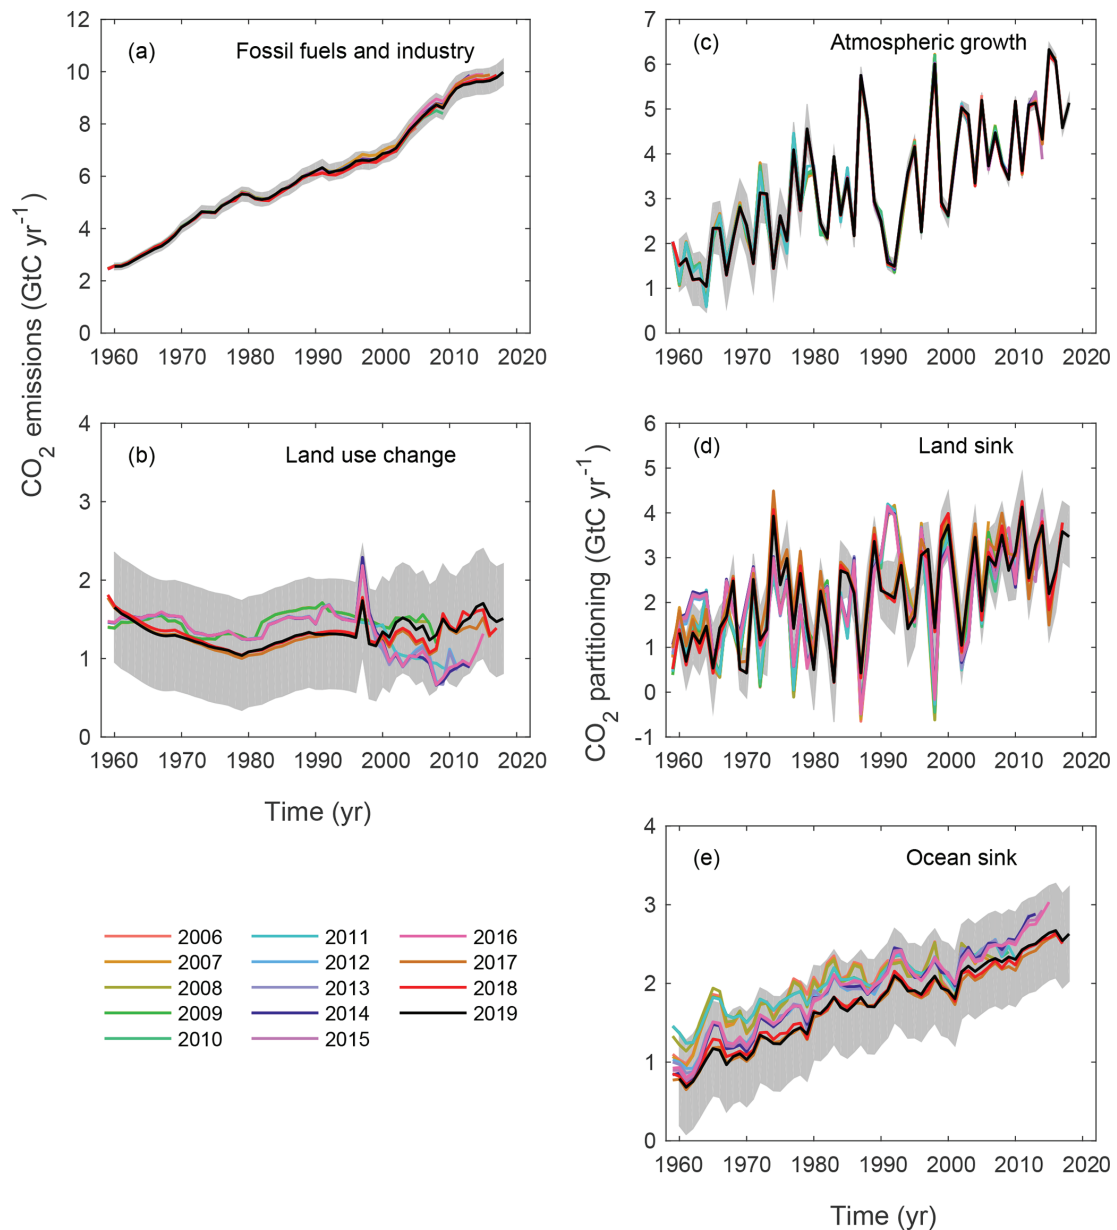 CO2 emissions (GtC yr-1)
(a) Fossil fuels and industry
12
10
8
6
4
2
0
1960 1970 1980 1990 2000 2010 2020
(b) Land use change
4
3
2
1
0
1960 1970 1980 1990 2000 2010 2020
Time (yr)
2006 2011 2016
2007 2012 2017
2008 2013 2018
2009 2014 2019
2010 2015
CO2 partitioning (GtC yr-1)
(c) Atmospheric growth
7
6
5
4
3
2
1
0
1960 1970 1980 1990 2000 2010 2020
(d) Land sink
6
5
4
3
2
1
0
-1
1960 1970 1980 1990 2000 2010 2020
(e) Ocean sink
4
3
2
1
0
1960 1970 1980 1990 2000 2010 2020
Time (yr)